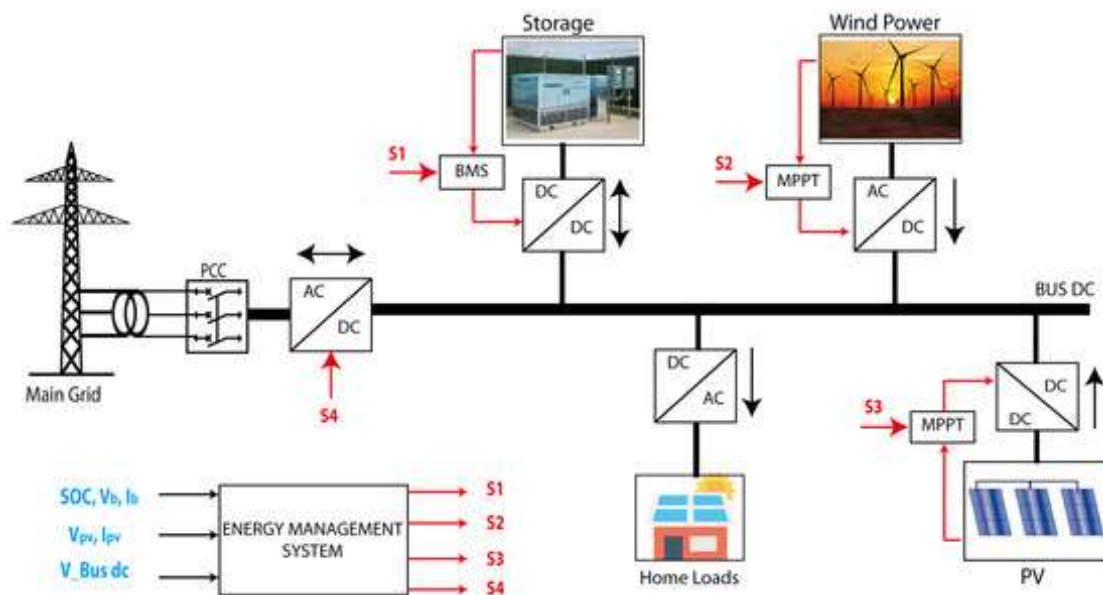 Storage
Wind Power
S1
BMS
DC
DC
S2
MPPT
AC
DC
PCC
AC
DC
BUS DC
Main Grid
S4
DC
AC
S3
MPPT
DC
DC
SOC, Vb, Ib
Vpv, Ipv
V_Bus dc
ENERGY MANAGEMENT
SYSTEM
S1
S2
S3
S4
Home Loads
PV